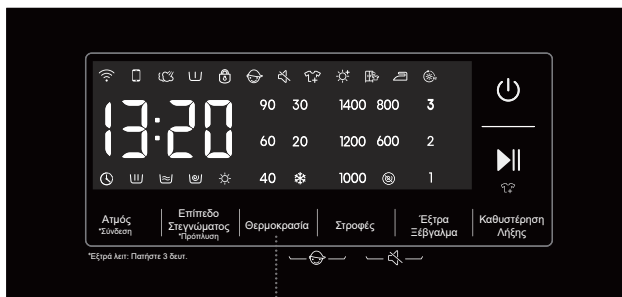 13:20
90 30 1400 800 3
60 20 1200 600 2
40 1000 1
Ατμός
*Σύνδεση
Επίπεδο
Στεγνώματος
*Πρόπλυση
Θερμοκρασία
Στροφές
Έξτρα
Ξέβγαλμα
Καθυστέρηση
Λήξης
*Εξτρά λειτ: Πατήστε 3 δευτ.